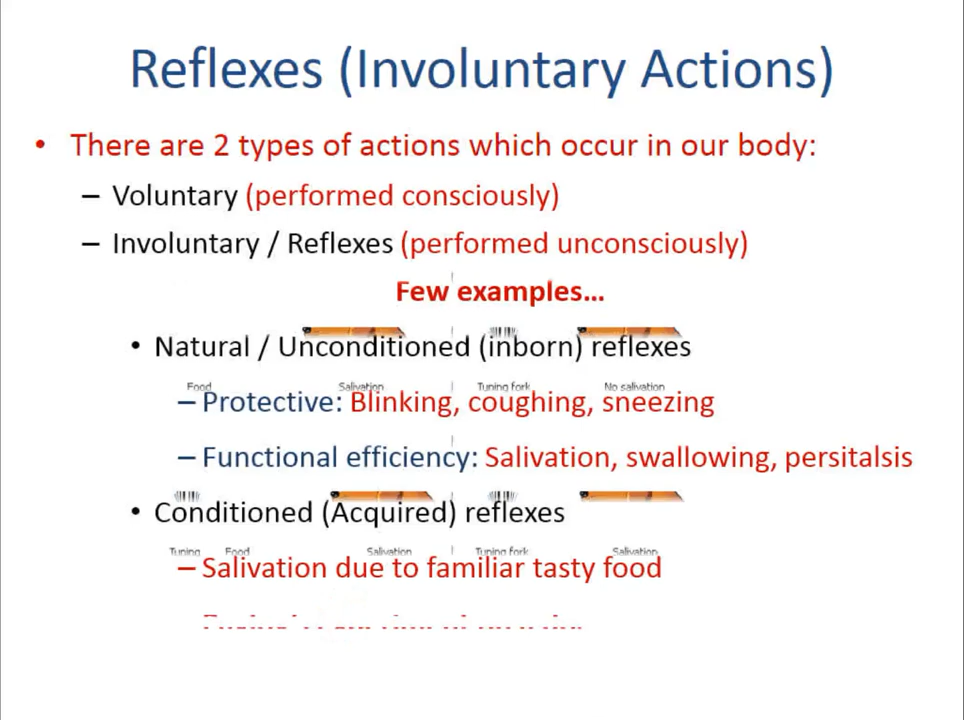 Reflexes (Involuntary Actions)
• There are 2 types of actions which occur in our body:
– Voluntary (performed consciously)
– Involuntary / Reflexes (performed unconsciously)
Few examples...
• Natural / Unconditioned (inborn) reflexes
Food Salivation Tuning fork No salivation
– Protective: Blinking, coughing, sneezing
– Functional efficiency: Salivation, swallowing, persitalsis
• Conditioned (Acquired) reflexes
Tuning Food Salivation Tuning fork Salivation
– Salivation due to familiar tasty food